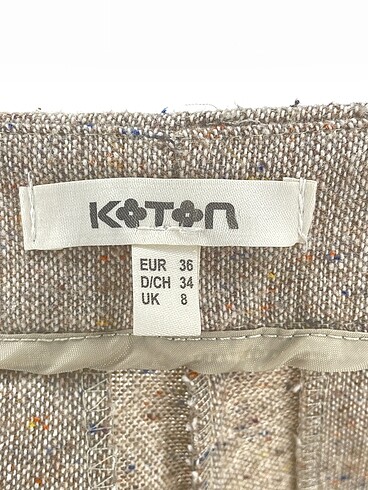 KOTON
EUR 36
D/CH 34
UK 8